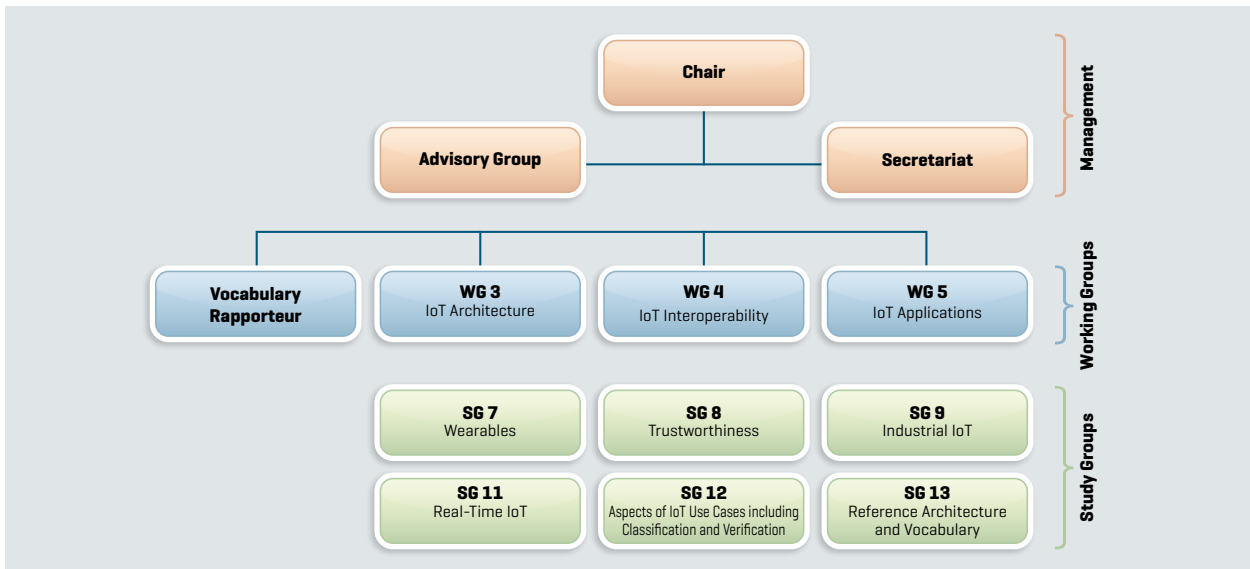 Chair
Advisory Group
Secretariat
Management
Vocabulary
Rapporteur
WG 3
IoT Architecture
WG 4
IoT Interoperability
WG 5
IoT Applications
Working Groups
SG 7
Wearables
SG 8
Trustworthiness
SG 9
Industrial IoT
SG 11
Real-Time IoT
SG 12
Aspects of IoT Use Cases including
Classification and Verification
SG 13
Reference Architecture
and Vocabulary
Study Groups